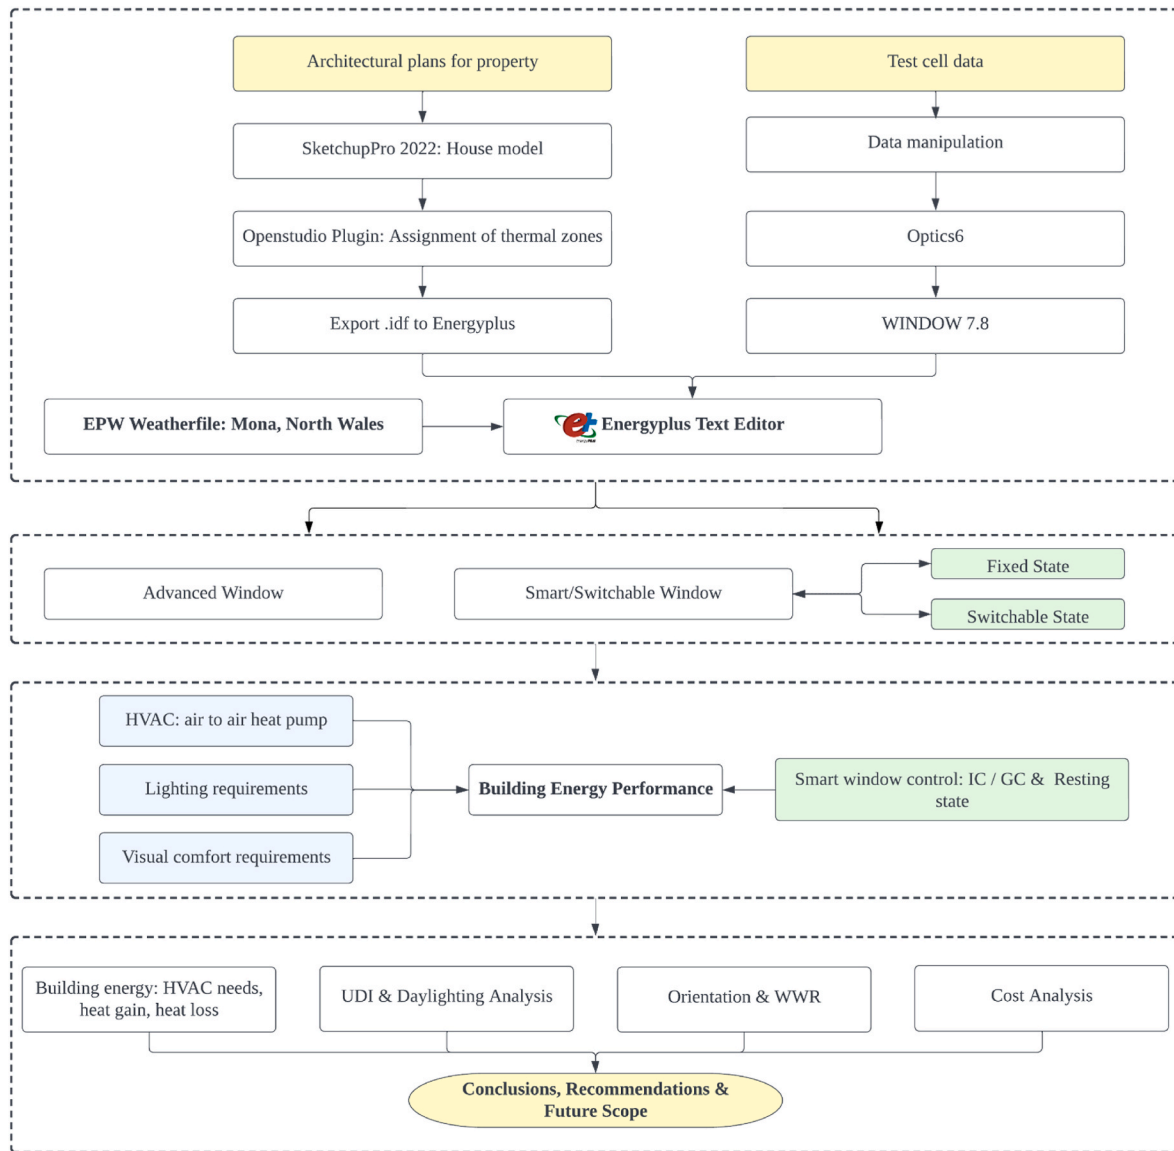 Architectural plans for property
Test cell data
SketchupPro 2022: House model
Data manipulation
Openstudio Plugin: Assignment of thermal zones
Optics6
Export .idf to Energyplus
WINDOW 7.8
EPW Weatherfile: Mona, North Wales
Energyplus Text Editor
Advanced Window
Smart/Switchable Window
Fixed State
Switchable State
HVAC: air to air heat pump
Lighting requirements
Visual comfort requirements
Building Energy Performance
Smart window control: IC / GC & Resting
state
Building energy: HVAC needs,
heat gain, heat loss
UDI & Daylighting Analysis
Orientation & WWR
Cost Analysis
Conclusions, Recommendations &
Future Scope